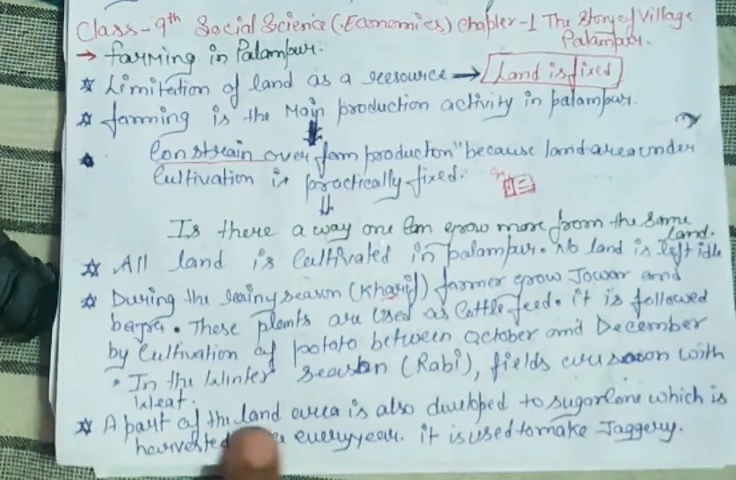 Class-9th Social Science (Economics) Chapter-1 The Story of Village
Palampur.
→ farming in Palampur.
☆ Limitation of land as a resource → Land is fixed
☆ farming is the Main production activity in palampur.
Constrain over farm production" because land area under
Cultivation is practically fixed.
Is there a way one Can grow more from the same
land.
☆ All land is Cultivated in palampur. No land is left idle
☆ During the rainy season (Kharif) farmer grow Jowar and
bajra. These plants are used as Cattle feed. it is followed
by Cultivation of potato between October and December
• In the Winter season (Rabi), fields are sown with
Wheat.
☆ A part of the land area is also devoted to sugarcane which is
harvested every year. it is used to make Jaggery.